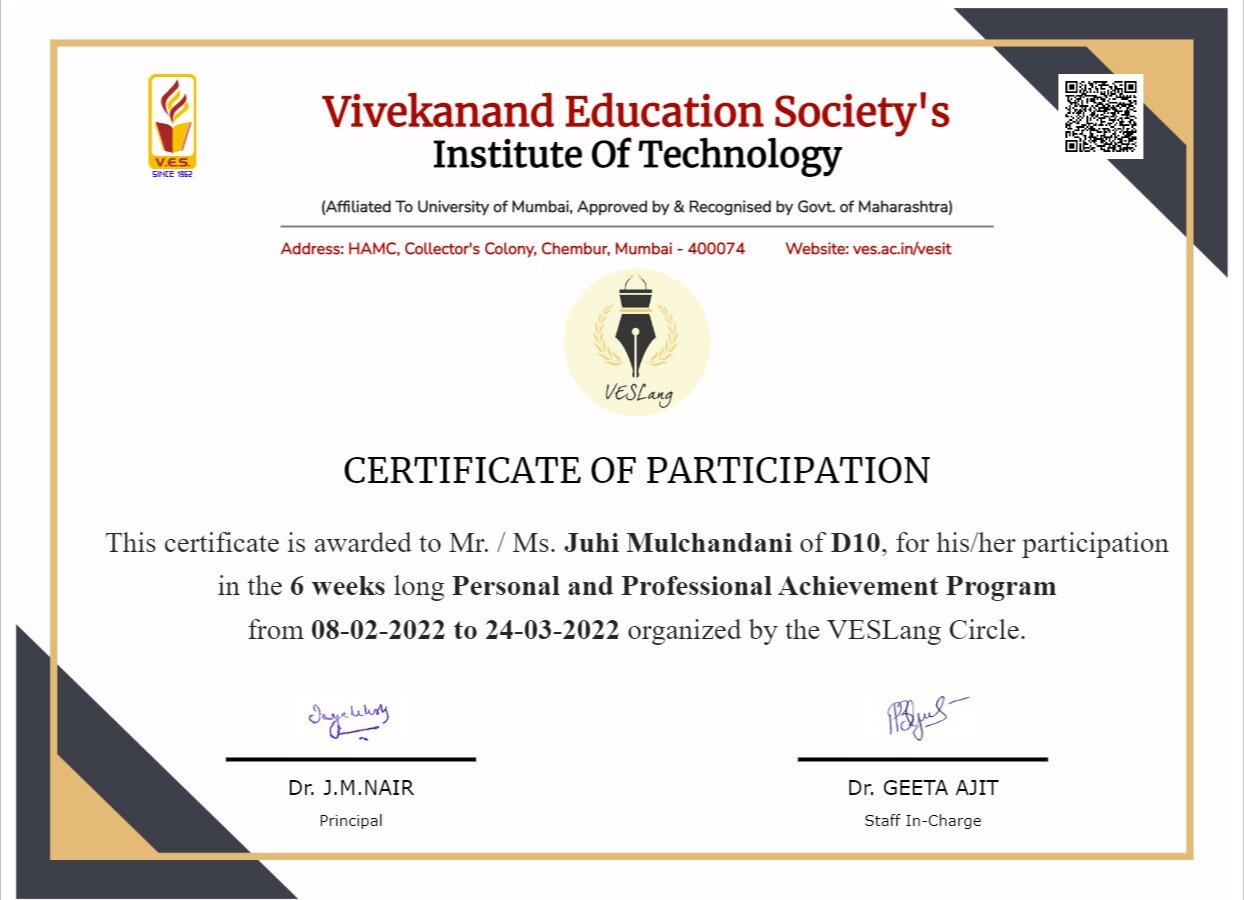 V.E.S.
SINCE 1962
Vivekanand Education Society's
Institute Of Technology
(Affiliated To University of Mumbai, Approved by & Recognised by Govt. of Maharashtra)
Address: HAMC, Collector's Colony, Chembur, Mumbai - 400074 Website: ves.ac.in/vesit
VESLang
CERTIFICATE OF PARTICIPATION
This certificate is awarded to Mr. / Ms. Juhi Mulchandani of D10, for his/her participation
in the 6 weeks long Personal and Professional Achievement Program
from 08-02-2022 to 24-03-2022 organized by the VESLang Circle.
Dr. J.M.NAIR
Principal
Dr. GEETA AJIT
Staff In-Charge